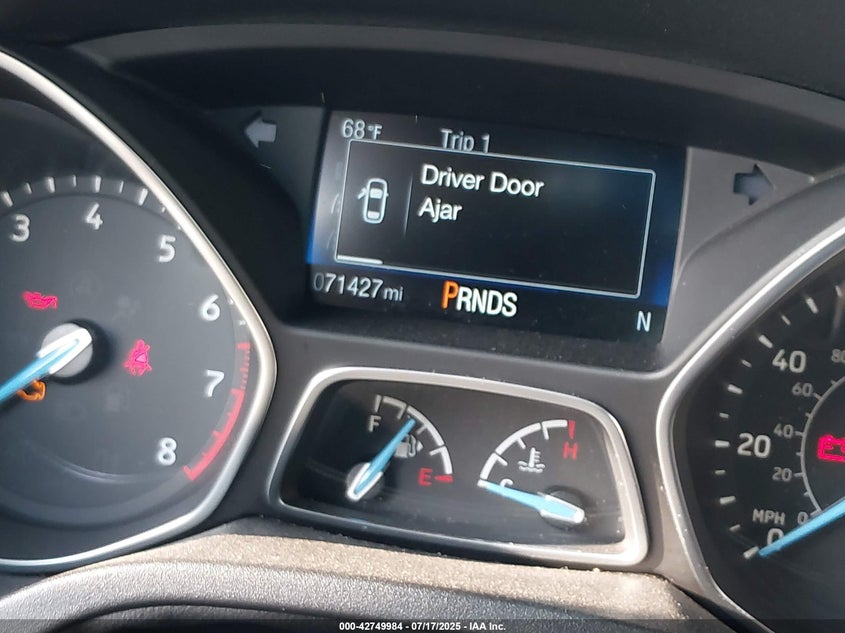 68°F Trip 1
Driver Door
Ajar
071427mi PRNDS
N
3 4 5 6 7 8
F E
C H
MPH 0 20 40
0 20 40 60 80
000-42749984 | 07/17/2025 - IAA Inc.